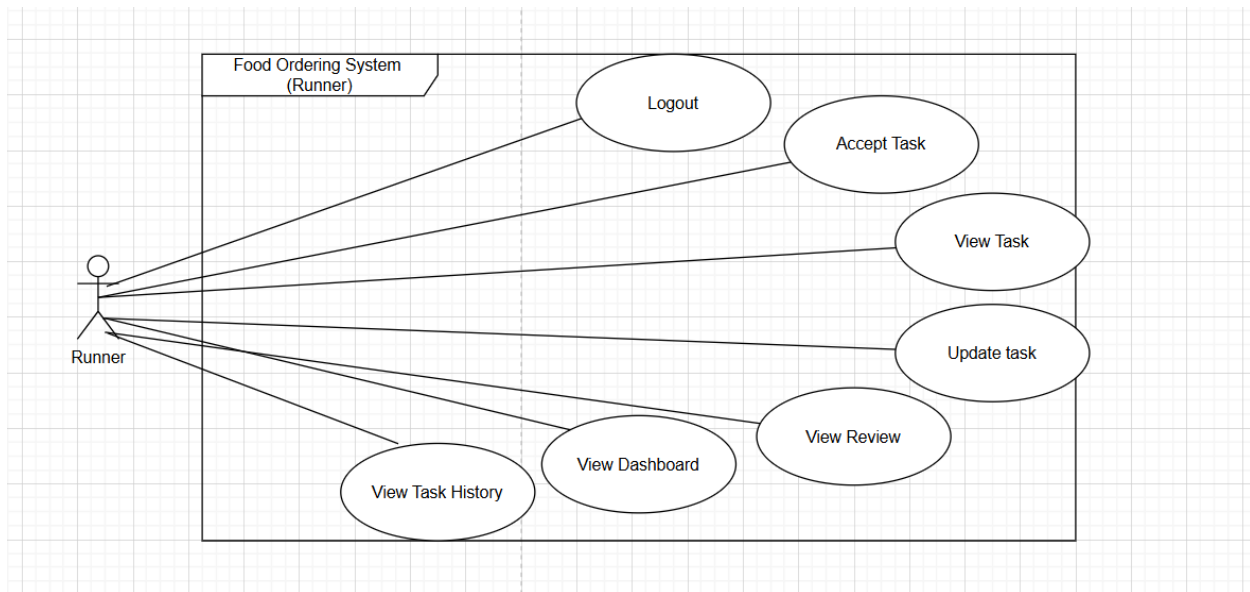 Food Ordering System
(Runner)
Logout
Accept Task
View Task
Runner
Update task
View Review
View Dashboard
View Task History